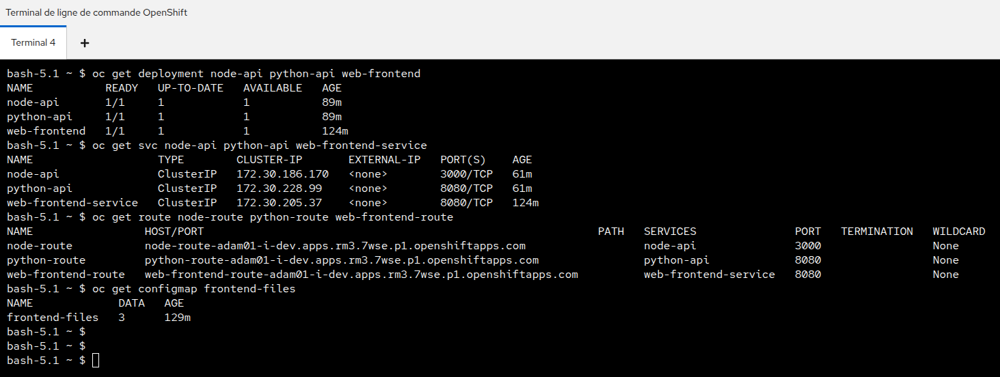 Terminal de ligne de commande OpenShift
Terminal 4 +
bash-5.1 ~ $ oc get deployment node-api python-api web-frontend
NAME           READY   UP-TO-DATE   AVAILABLE   AGE
node-api       1/1     1            1           89m
python-api     1/1     1            1           89m
web-frontend   1/1     1            1           124m
bash-5.1 ~ $ oc get svc node-api python-api web-frontend-service
NAME                   TYPE        CLUSTER-IP       EXTERNAL-IP   PORT(S)    AGE
node-api               ClusterIP   172.30.186.170   <none>        3000/TCP   61m
python-api             ClusterIP   172.30.228.99    <none>        8080/TCP   61m
web-frontend-service   ClusterIP   172.30.205.37    <none>        8080/TCP   124m
bash-5.1 ~ $ oc get route node-route python-route web-frontend-route
NAME                 HOST/PORT                                                            PATH   SERVICES               PORT   TERMINATION   WILDCARD
node-route           node-route-adam01-i-dev.apps.rm3.7wse.p1.openshiftapps.com                  node-api               3000                 None
python-route         python-route-adam01-i-dev.apps.rm3.7wse.p1.openshiftapps.com                python-api             8080                 None
web-frontend-route   web-frontend-route-adam01-i-dev.apps.rm3.7wse.p1.openshiftapps.com          web-frontend-service   8080                 None
bash-5.1 ~ $ oc get configmap frontend-files
NAME             DATA   AGE
frontend-files   3      129m
bash-5.1 ~ $
bash-5.1 ~ $
bash-5.1 ~ $